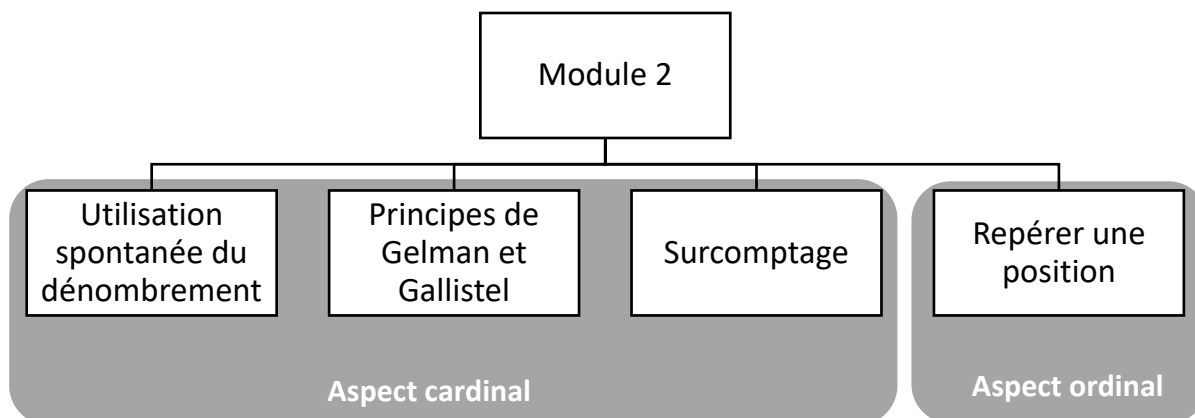 Module 2
Utilisation
spontanée du
dénombrement
Principes de
Gelman et
Gallistel
Surcomptage
Repérer une
position
Aspect cardinal
Aspect ordinal